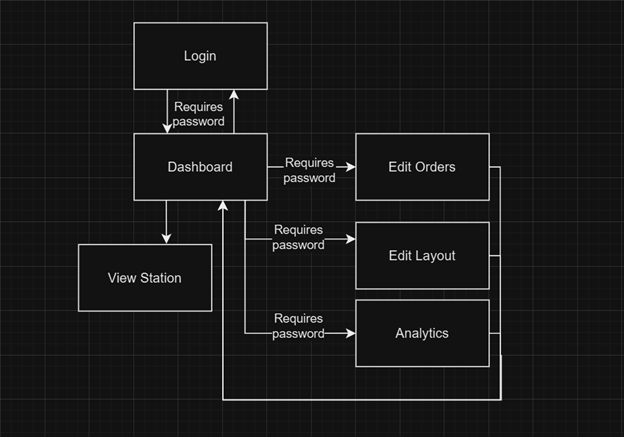 Login
Requires
password
Dashboard
Requires
password
Edit Orders
Requires
password
Edit Layout
View Station
Requires
password
Analytics